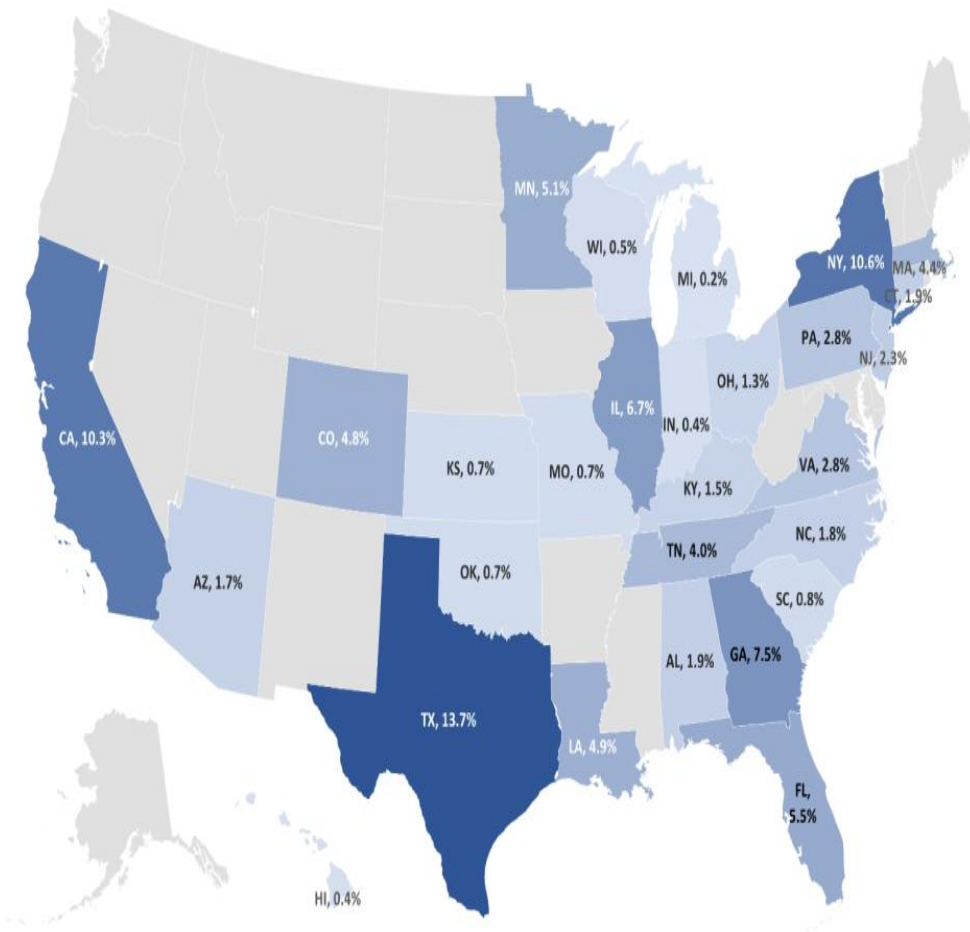 MN, 5.1%
WI, 0.5%
MI, 0.2%
NY, 10.6%
MA, 4.4%
CT, 1.9%
PA, 2.8%
NJ, 2.3%
OH, 1.3%
IL, 6.7%
IN, 0.4%
CA, 10.3%
CO, 4.8%
KS, 0.7%
MO, 0.7%
KY, 1.5%
VA, 2.8%
NC, 1.8%
TN, 4.0%
AZ, 1.7%
OK, 0.7%
SC, 0.8%
AL, 1.9%
GA, 7.5%
TX, 13.7%
LA, 4.9%
FL,
5.5%
HI, 0.4%